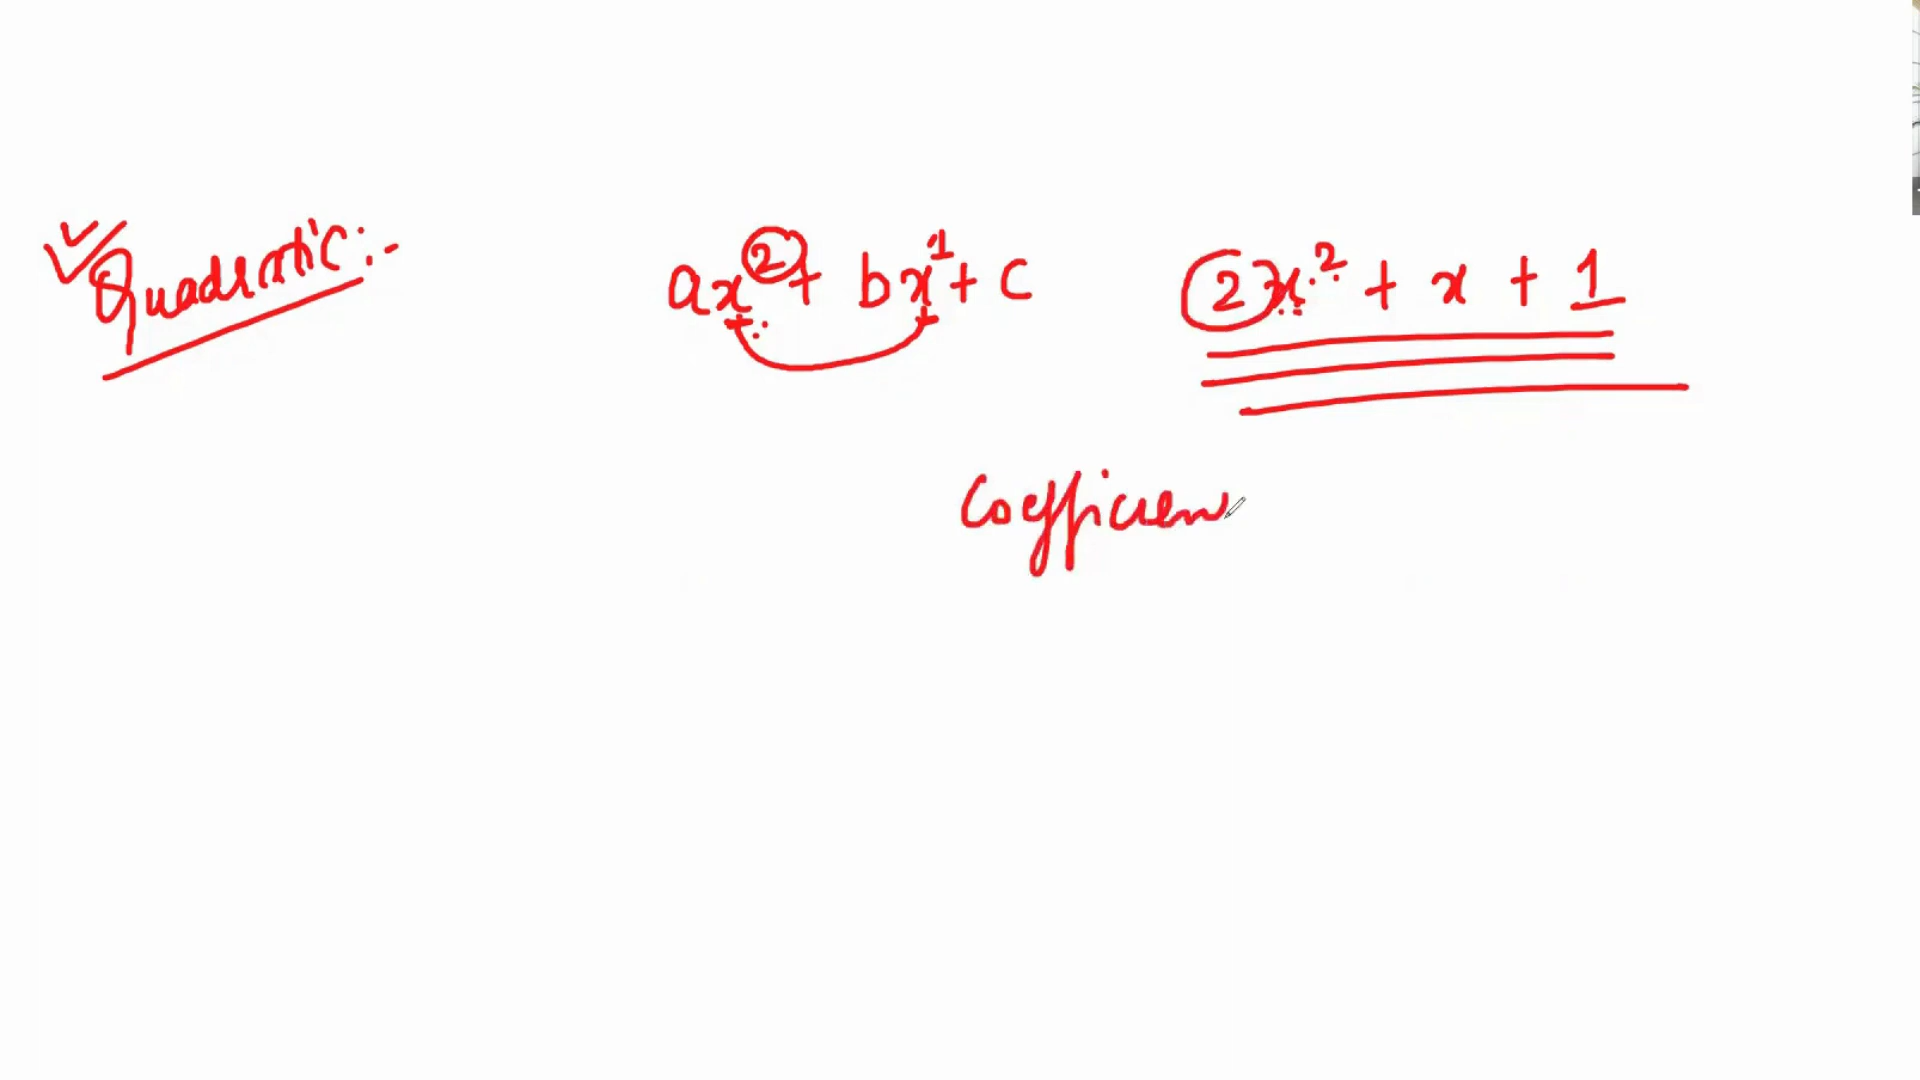 Quadratic:- ax² + bx¹ + c 2x² + x + 1
Coefficien